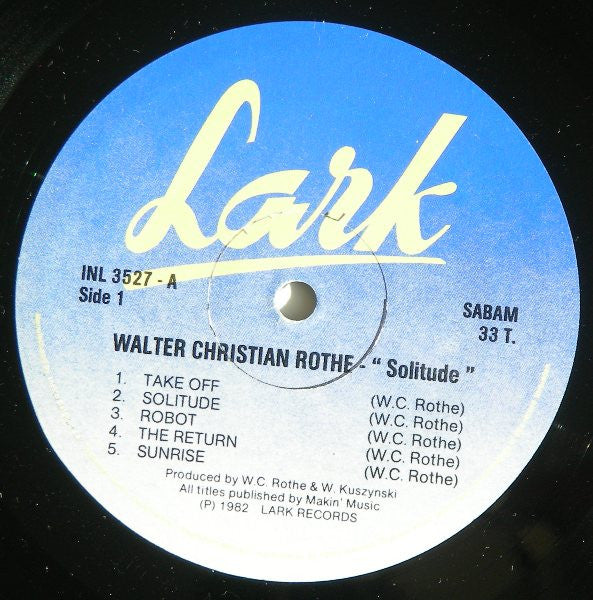 Lark
INL 3527 - A
Side 1
SABAM
33 T.
WALTER CHRISTIAN ROTHE - " Solitude "
1. TAKE OFF (W.C. Rothe)
2. SOLITUDE (W.C. Rothe)
3. ROBOT (W.C. Rothe)
4. THE RETURN (W.C. Rothe)
5. SUNRISE (W.C. Rothe)
Produced by W.C. Rothe & W. Kuszynski
All titles published by Makin' Music
(P) 1982 LARK RECORDS